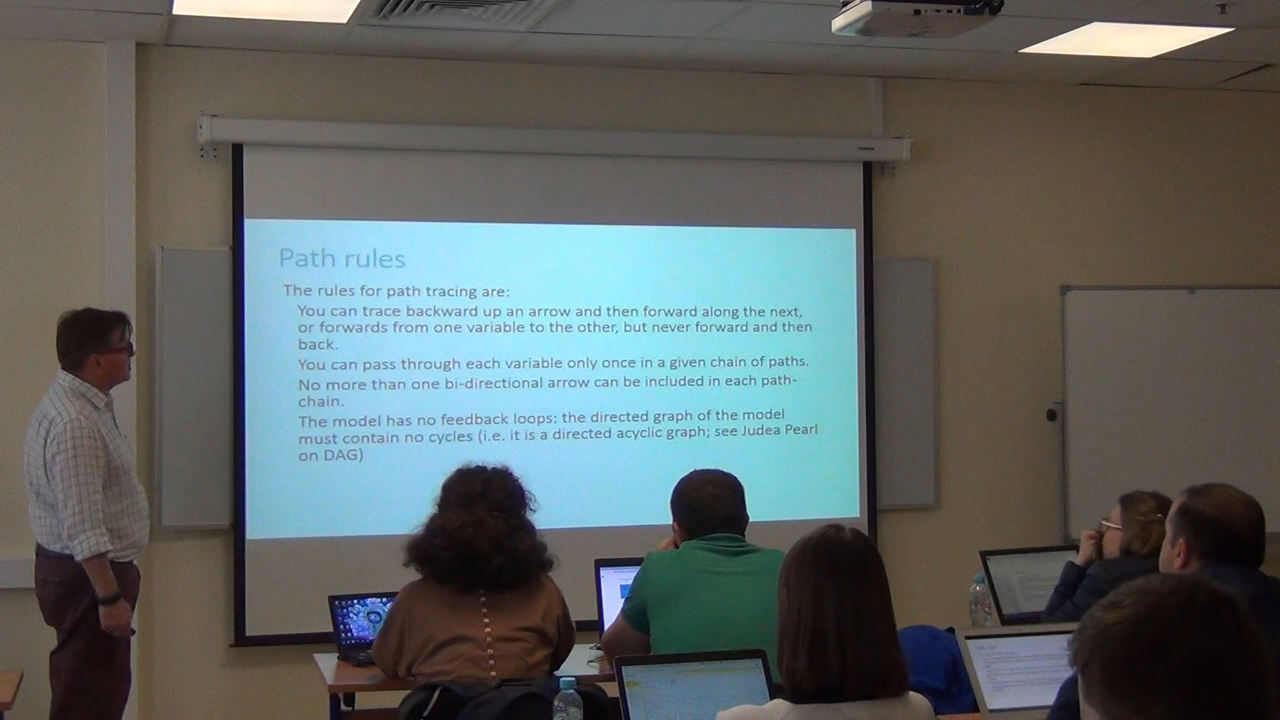 Path rules
The rules for path tracing are:
You can trace backward up an arrow and then forward along the next,
or forwards from one variable to the other, but never forward and then
back.
You can pass through each variable only once in a given chain of paths.
No more than one bi-directional arrow can be included in each path-
chain.
The model has no feedback loops: the directed graph of the model
must contain no cycles (i.e. it is a directed acyclic graph; see Judea Pearl
on DAG)